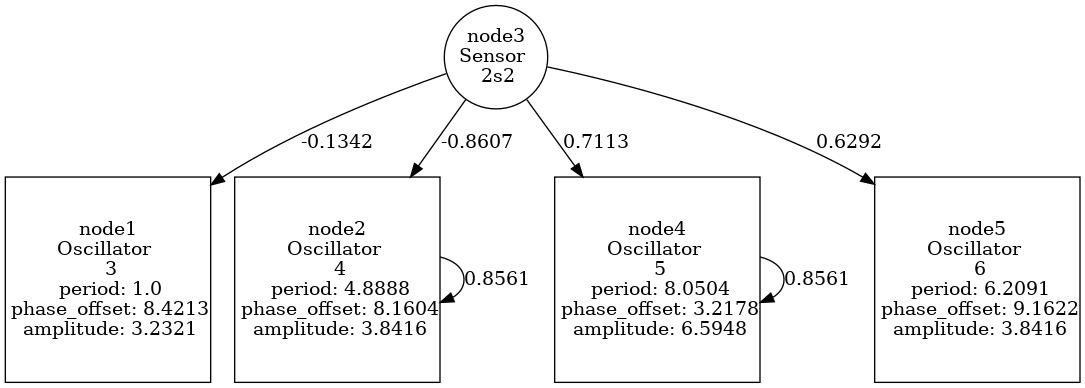 node3
Sensor
2s2
-0.1342
-0.8607
0.7113
0.6292
node1
Oscillator
3
period: 1.0
phase_offset: 8.4213
amplitude: 3.2321
node2
Oscillator
4
period: 4.8888
phase_offset: 8.1604
amplitude: 3.8416
0.8561
node4
Oscillator
5
period: 8.0504
phase_offset: 3.2178
amplitude: 6.5948
0.8561
node5
Oscillator
6
period: 6.2091
phase_offset: 9.1622
amplitude: 3.8416